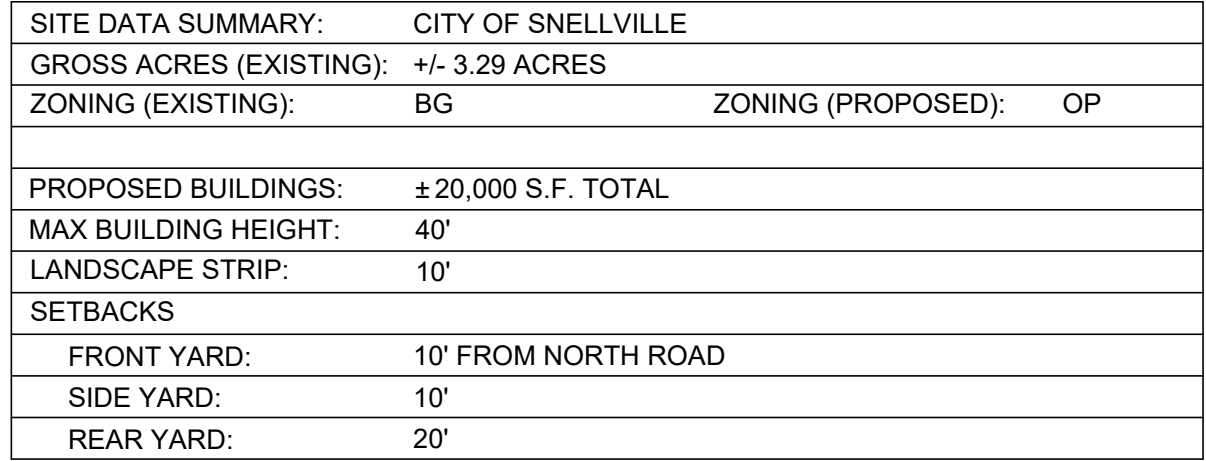 SITE DATA SUMMARY: CITY OF SNELLVILLE
GROSS ACRES (EXISTING): +/- 3.29 ACRES
ZONING (EXISTING): BG ZONING (PROPOSED): OP
PROPOSED BUILDINGS: ± 20,000 S.F. TOTAL
MAX BUILDING HEIGHT: 40'
LANDSCAPE STRIP: 10'
SETBACKS
FRONT YARD: 10' FROM NORTH ROAD
SIDE YARD: 10'
REAR YARD: 20'